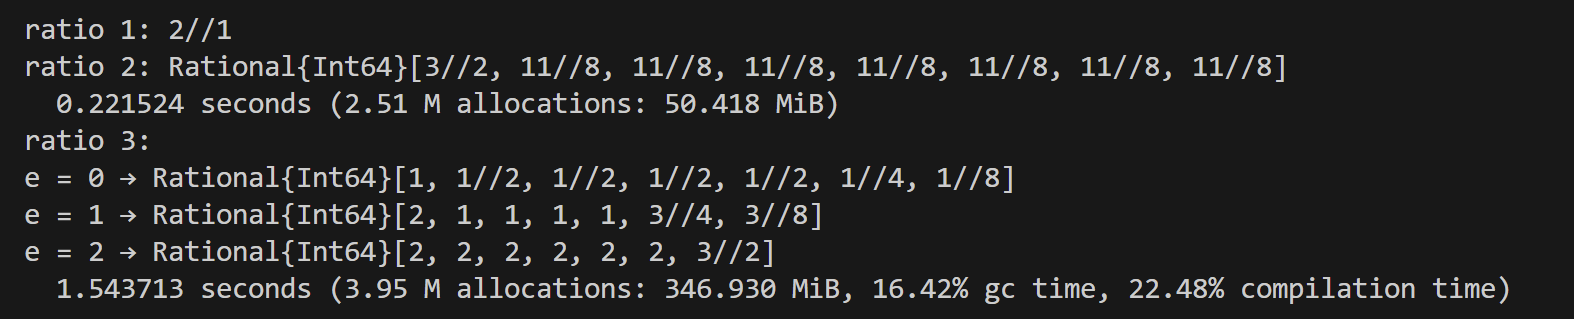 ratio 1: 2//1
ratio 2: Rational{Int64}[3//2, 11//8, 11//8, 11//8, 11//8, 11//8, 11//8, 11//8]
  0.221524 seconds (2.51 M allocations: 50.418 MiB)
ratio 3:
e = 0 → Rational{Int64}[1, 1//2, 1//2, 1//2, 1//2, 1//4, 1//8]
e = 1 → Rational{Int64}[2, 1, 1, 1, 1, 3//4, 3//8]
e = 2 → Rational{Int64}[2, 2, 2, 2, 2, 2, 3//2]
  1.543713 seconds (3.95 M allocations: 346.930 MiB, 16.42% gc time, 22.48% compilation time)